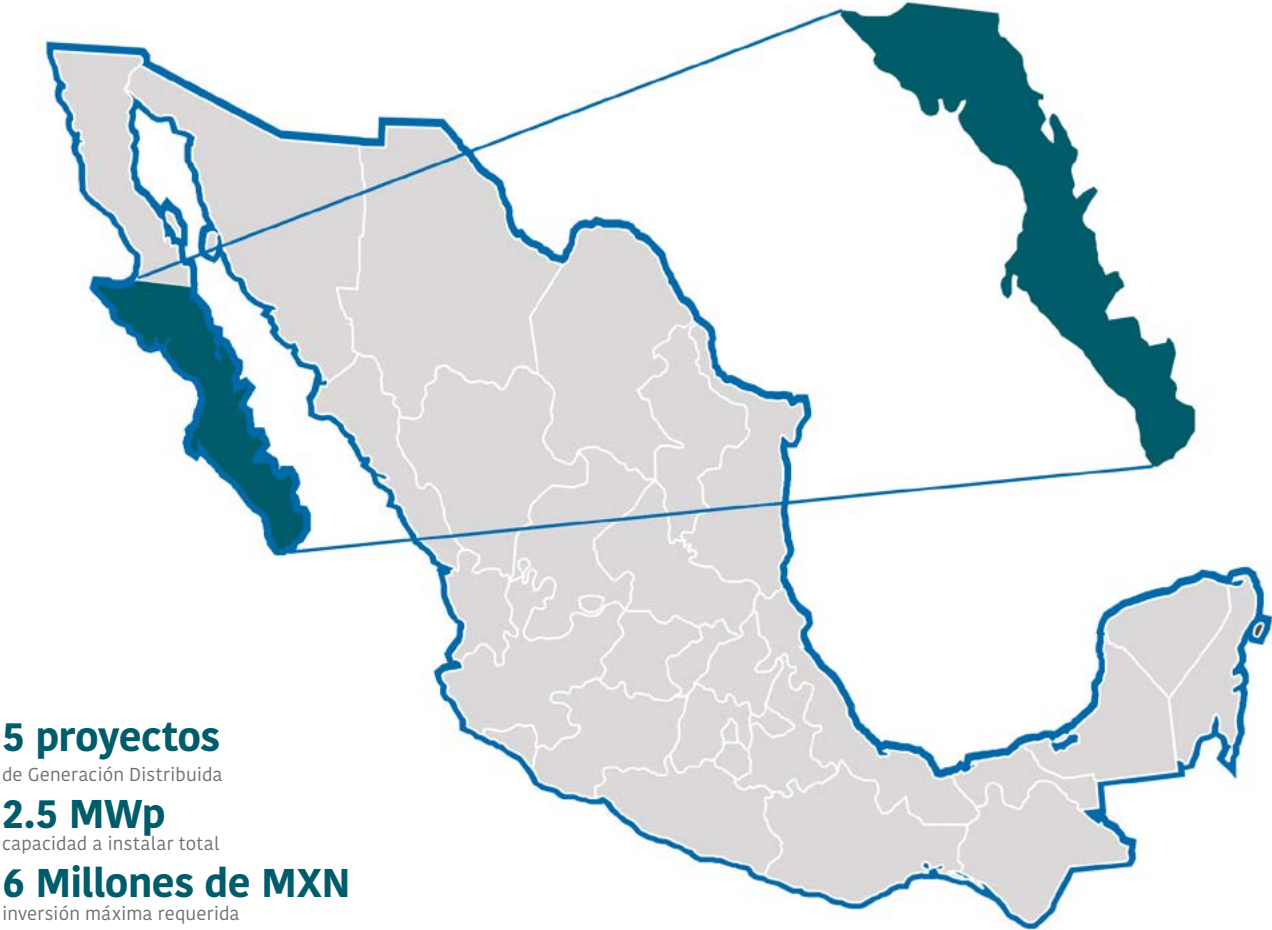 5 proyectos
de Generación Distribuida
2.5 MWp
capacidad a instalar total
6 Millones de MXN
inversión máxima requerida